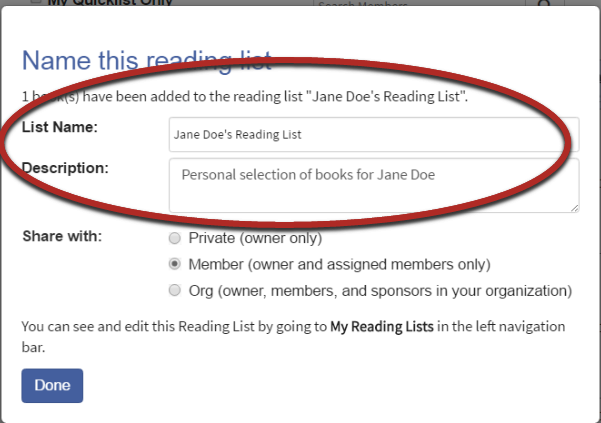 My Quicklist Only
Search Members
Name this reading list
1 book(s) have been added to the reading list "Jane Doe's Reading List".
List Name:
Jane Doe's Reading List
Description:
Personal selection of books for Jane Doe
Share with:
Private (owner only)
Member (owner and assigned members only)
Org (owner, members, and sponsors in your organization)
You can see and edit this Reading List by going to My Reading Lists in the left navigation
bar.
Done